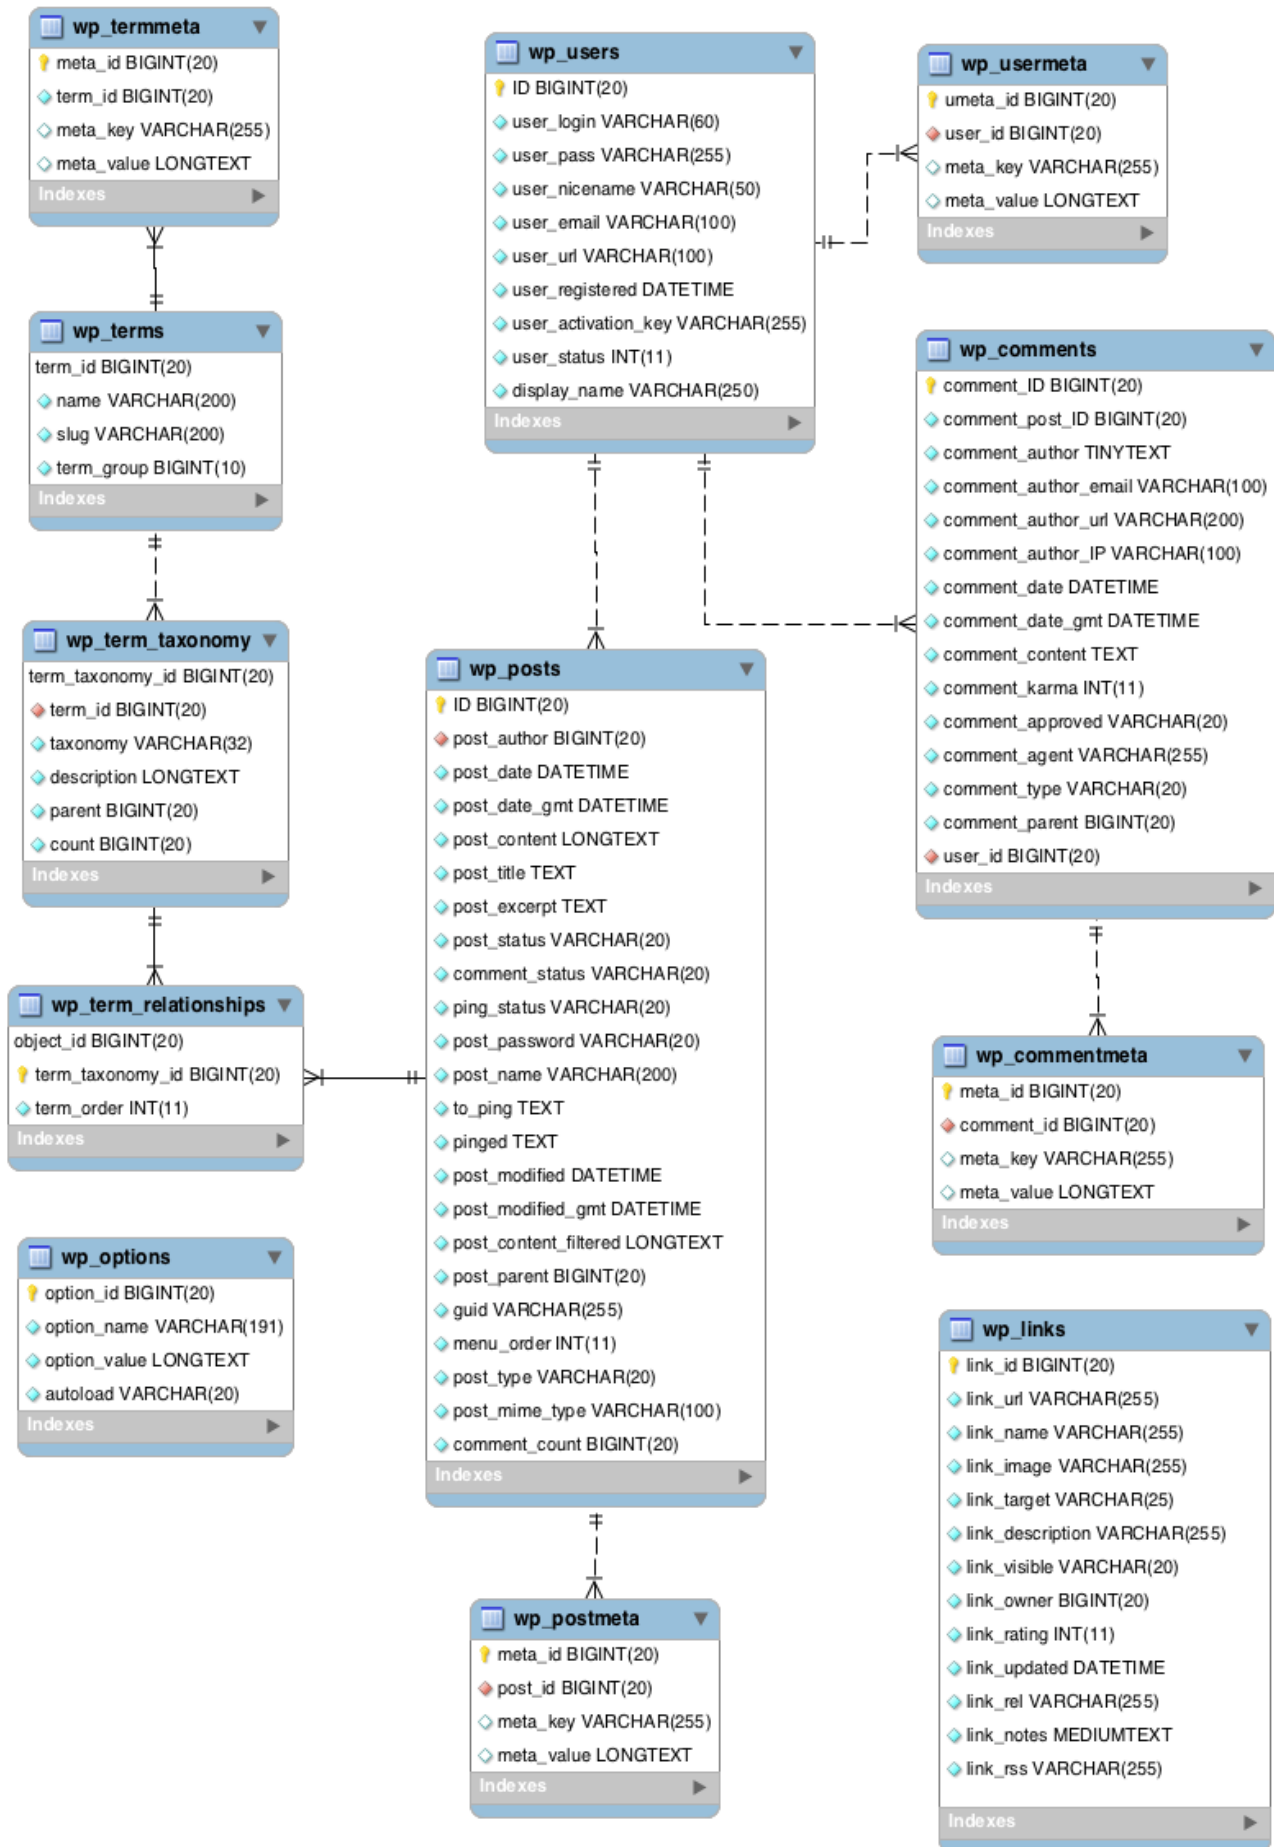 wp_termmeta
meta_id BIGINT(20)
term_id BIGINT(20)
meta_key VARCHAR(255)
meta_value LONGTEXT
Indexes
wp_terms
term_id BIGINT(20)
name VARCHAR(200)
slug VARCHAR(200)
term_group BIGINT(10)
Indexes
wp_term_taxonomy
term_taxonomy_id BIGINT(20)
term_id BIGINT(20)
taxonomy VARCHAR(32)
description LONGTEXT
parent BIGINT(20)
count BIGINT(20)
Indexes
wp_term_relationships
object_id BIGINT(20)
term_taxonomy_id BIGINT(20)
term_order INT(11)
Indexes
wp_options
option_id BIGINT(20)
option_name VARCHAR(191)
option_value LONGTEXT
autoload VARCHAR(20)
Indexes
wp_users
ID BIGINT(20)
user_login VARCHAR(60)
user_pass VARCHAR(255)
user_nicename VARCHAR(50)
user_email VARCHAR(100)
user_url VARCHAR(100)
user_registered DATETIME
user_activation_key VARCHAR(255)
user_status INT(11)
display_name VARCHAR(250)
Indexes
wp_posts
ID BIGINT(20)
post_author BIGINT(20)
post_date DATETIME
post_date_gmt DATETIME
post_content LONGTEXT
post_title TEXT
post_excerpt TEXT
post_status VARCHAR(20)
comment_status VARCHAR(20)
ping_status VARCHAR(20)
post_password VARCHAR(20)
post_name VARCHAR(200)
to_ping TEXT
pinged TEXT
post_modified DATETIME
post_modified_gmt DATETIME
post_content_filtered LONGTEXT
post_parent BIGINT(20)
guid VARCHAR(255)
menu_order INT(11)
post_type VARCHAR(20)
post_mime_type VARCHAR(100)
comment_count BIGINT(20)
Indexes
wp_postmeta
meta_id BIGINT(20)
post_id BIGINT(20)
meta_key VARCHAR(255)
meta_value LONGTEXT
Indexes
wp_usermeta
umeta_id BIGINT(20)
user_id BIGINT(20)
meta_key VARCHAR(255)
meta_value LONGTEXT
Indexes
wp_comments
comment_ID BIGINT(20)
comment_post_ID BIGINT(20)
comment_author TINYTEXT
comment_author_email VARCHAR(100)
comment_author_url VARCHAR(200)
comment_author_IP VARCHAR(100)
comment_date DATETIME
comment_date_gmt DATETIME
comment_content TEXT
comment_karma INT(11)
comment_approved VARCHAR(20)
comment_agent VARCHAR(255)
comment_type VARCHAR(20)
comment_parent BIGINT(20)
user_id BIGINT(20)
Indexes
wp_commentmeta
meta_id BIGINT(20)
comment_id BIGINT(20)
meta_key VARCHAR(255)
meta_value LONGTEXT
Indexes
wp_links
link_id BIGINT(20)
link_url VARCHAR(255)
link_name VARCHAR(255)
link_image VARCHAR(255)
link_target VARCHAR(25)
link_description VARCHAR(255)
link_visible VARCHAR(20)
link_owner BIGINT(20)
link_rating INT(11)
link_updated DATETIME
link_rel VARCHAR(255)
link_notes MEDIUMTEXT
link_rss VARCHAR(255)
Indexes